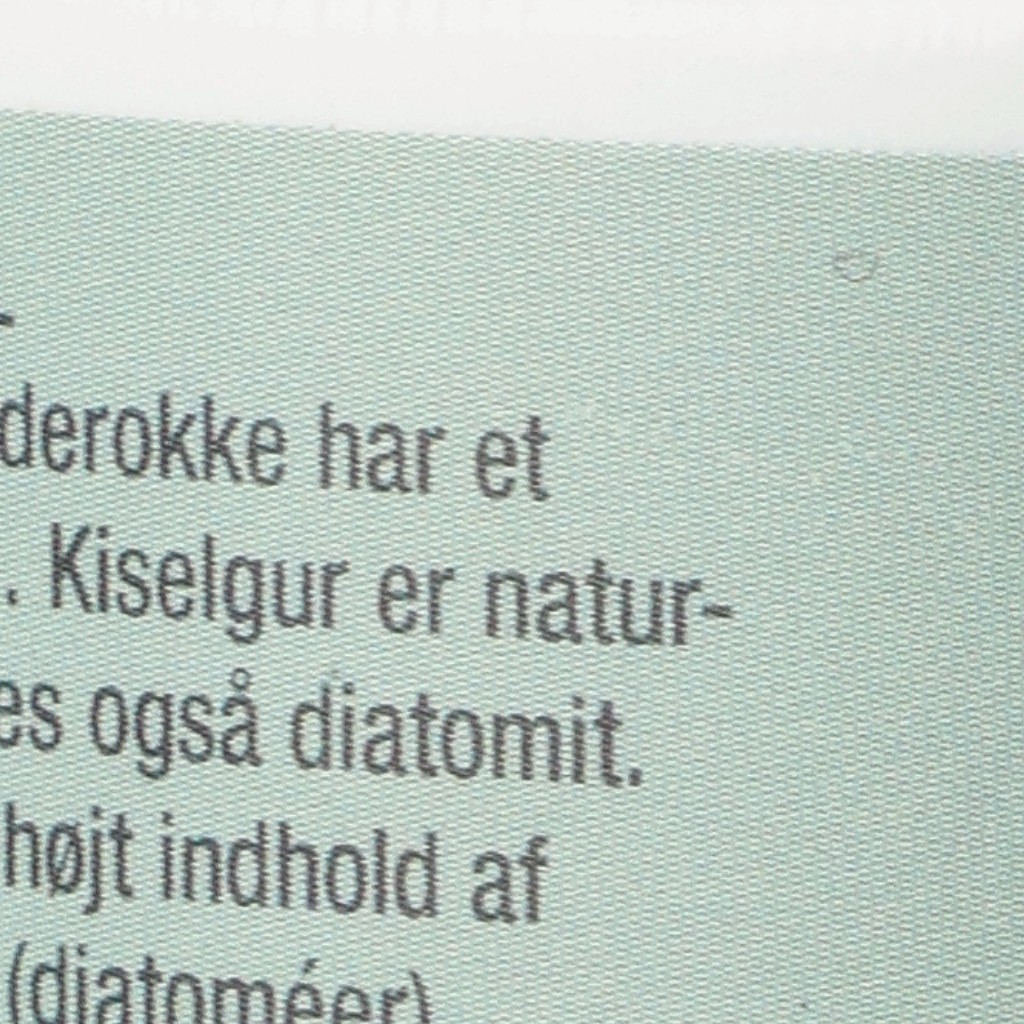 -
derokke har et
. Kiselgur er natur-
es også diatomit.
højt indhold af
(diatoméer)